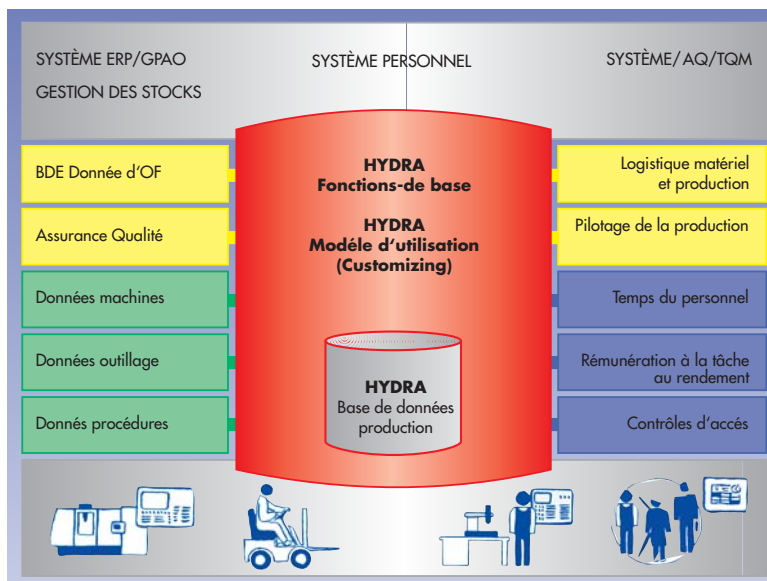 SYSTÈME ERP/GPAO
GESTION DES STOCKS
SYSTÈME PERSONNEL
SYSTÈME/AQ/TQM
BDE Donnée d'OF
Assurance Qualité
Données machines
Données outillage
Donnés procédures
HYDRA
Fonctions-de base
HYDRA
Modéle d'utilisation
(Customizing)
HYDRA
Base de données
production
Logistique matériel
et production
Pilotage de la production
Temps du personnel
Rémunération à la tâche
au rendement
Contrôles d'accés